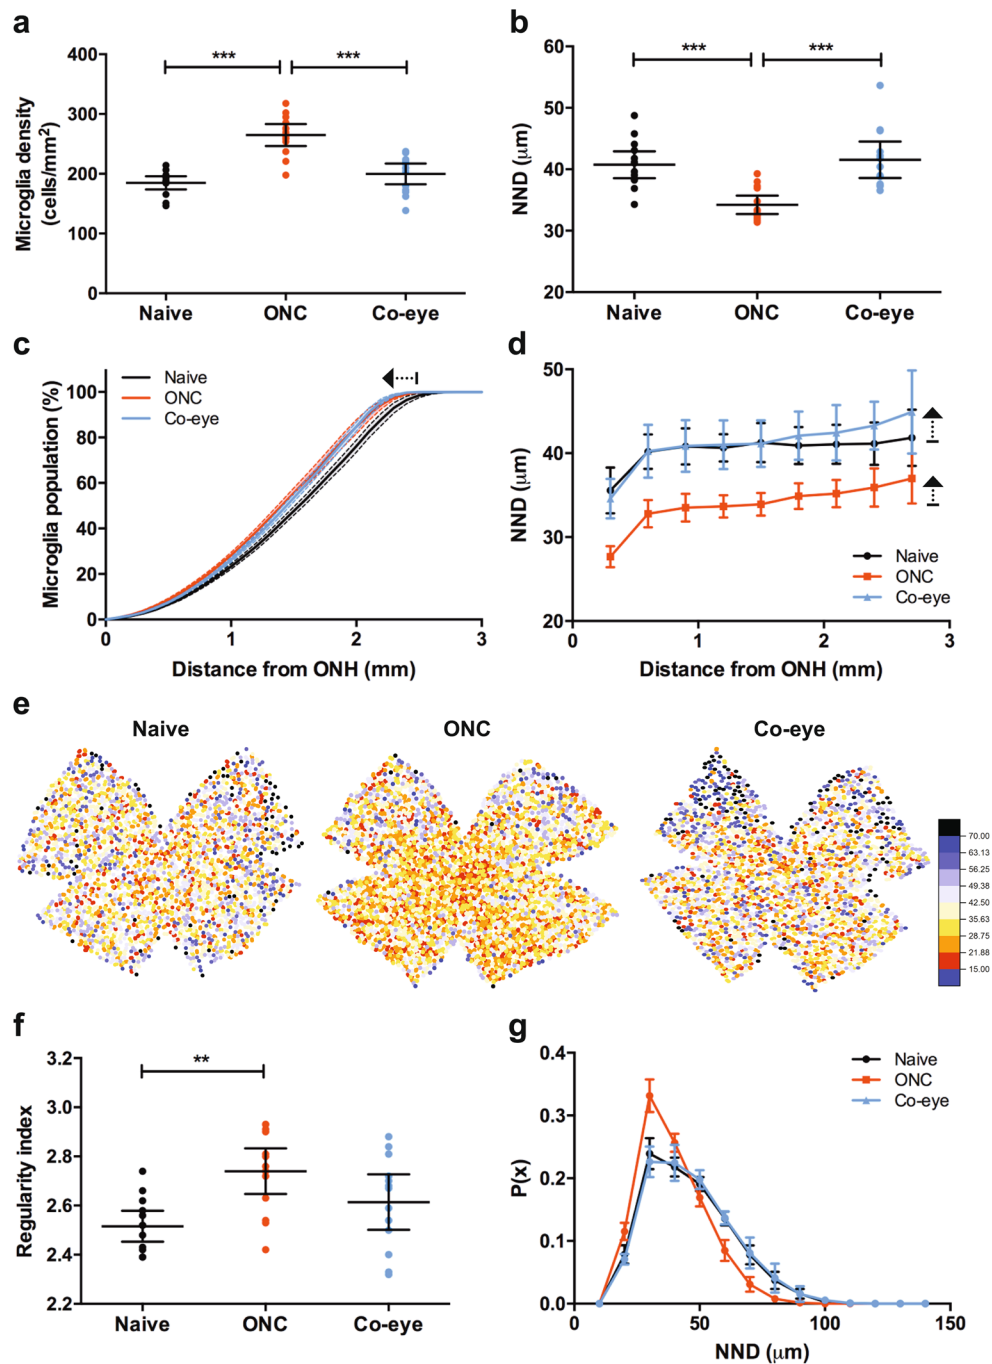 a
Microglia density
(cells/mm²)
400
300
200
100
0
***
***
Naive
ONC
Co-eye
b
NND (μm)
60
50
40
30
20
***
***
Naive
ONC
Co-eye
c
Microglia population (%)
100
80
60
40
20
0
Naive
ONC
Co-eye
0
1
2
3
Distance from ONH (mm)
d
NND (μm)
50
40
30
20
Naive
ONC
Co-eye
0
1
2
3
Distance from ONH (mm)
e
Naive
ONC
Co-eye
70.00
63.13
56.25
49.38
42.50
35.63
28.75
21.88
15.00
f
Regularity index
3.2
3.0
2.8
2.6
2.4
2.2
**
Naive
ONC
Co-eye
g
P(x)
0.4
0.3
0.2
0.1
0.0
Naive
ONC
Co-eye
0
50
100
150
NND (μm)